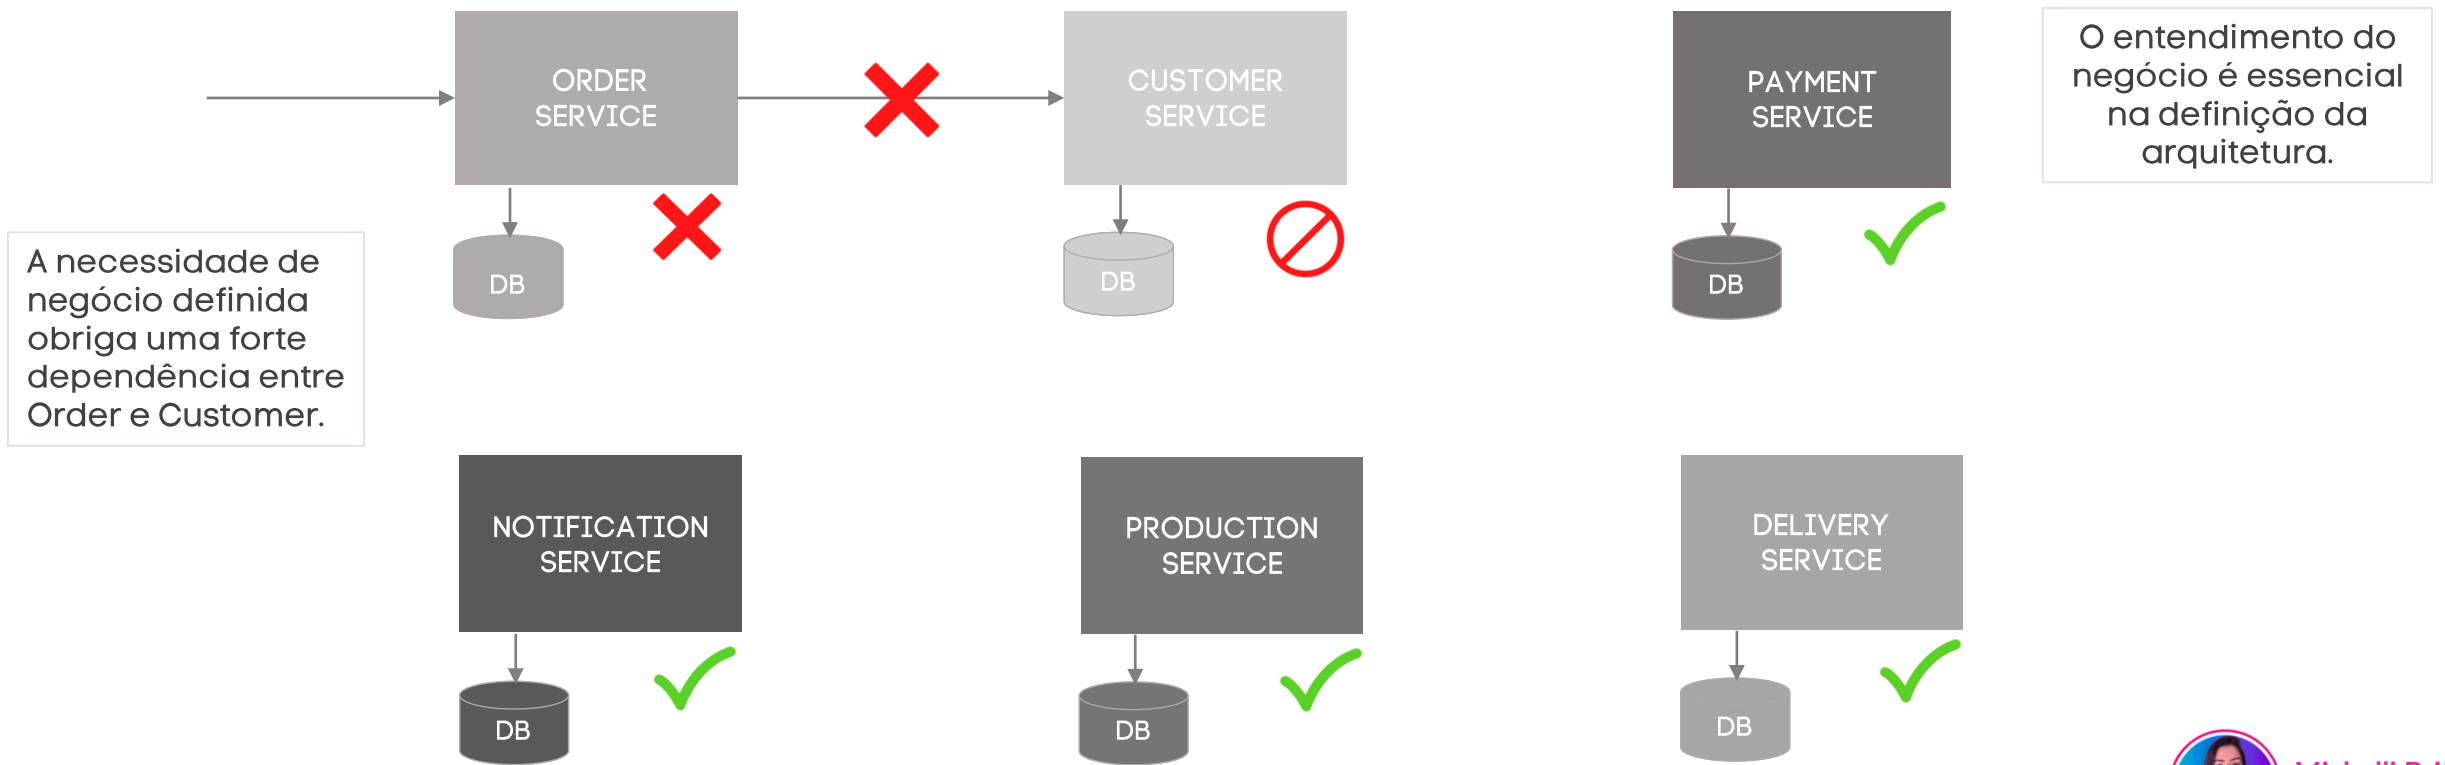 ORDER
SERVICE
CUSTOMER
SERVICE
PAYMENT
SERVICE
O entendimento do
negócio é essencial
na definição da
arquitetura.
DB
DB
DB
A necessidade de
negócio definida
obriga uma forte
dependência entre
Order e Customer.
NOTIFICATION
SERVICE
PRODUCTION
SERVICE
DELIVERY
SERVICE
DB
DB
DB